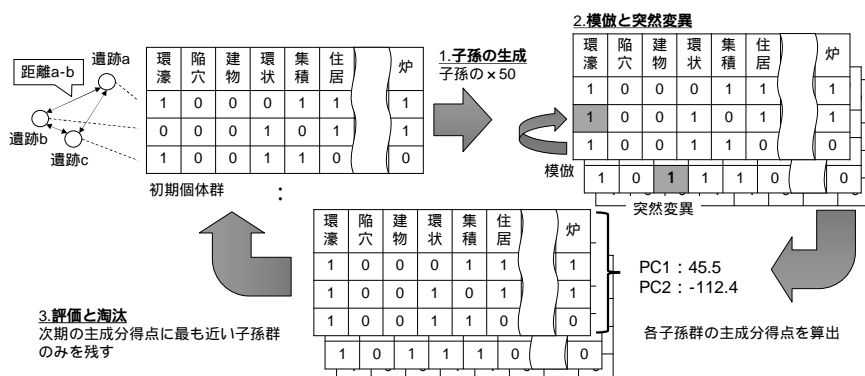 遺跡a
距離a-b
遺跡b
遺跡c
環濠 陥穴 建物 環状 集積 住居 炉
1 0 0 0 1 1 1
0 0 0 1 0 1 1
1 0 0 1 1 0 0
初期個体群
:
1.子孫の生成
子孫の×50
2.模倣と突然変異
環濠 陥穴 建物 環状 集積 住居 炉
1 0 0 0 1 1 1
1 0 0 1 0 1 1
1 0 0 1 1 0 0
1 0 1 1 1 0 0
模倣
突然変異
環濠 陥穴 建物 環状 集積 住居 炉
1 0 0 0 1 1 1
1 0 0 1 0 1 1
1 0 0 1 1 0 0
1 0 1 1 1 0 0
PC1：45.5
PC2：-112.4
各子孫群の主成分得点を算出
3.評価と淘汰
次期の主成分得点に最も近い子孫群
のみを残す